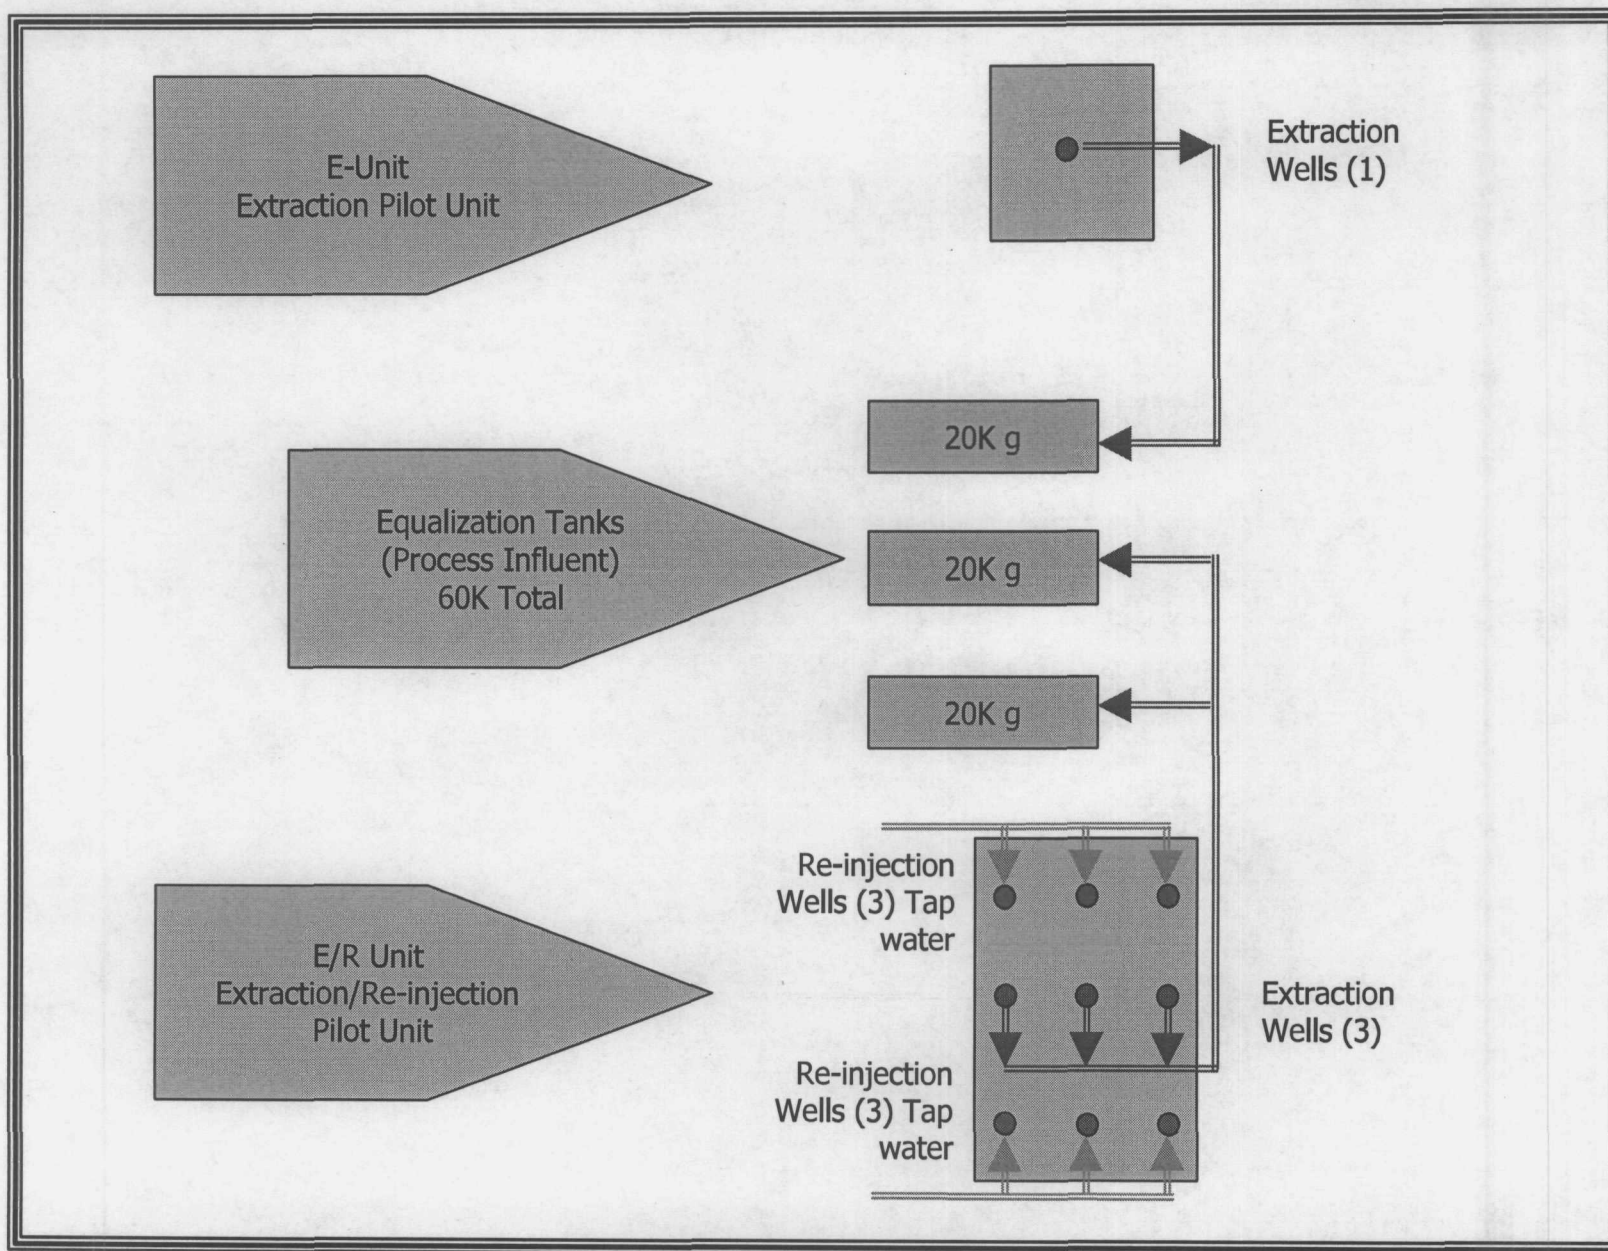 E-Unit
Extraction Pilot Unit
Extraction
Wells (1)
20K g
Equalization Tanks
(Process Influent)
60K Total
20K g
20K g
Re-injection
Wells (3) Tap
water
E/R Unit
Extraction/Re-injection
Pilot Unit
Extraction
Wells (3)
Re-injection
Wells (3) Tap
water